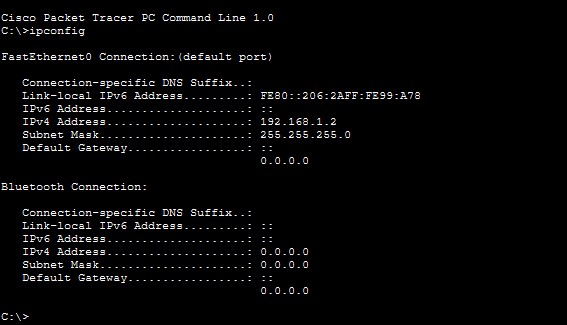 Cisco Packet Tracer PC Command Line 1.0
C:\>ipconfig
FastEthernet0 Connection:(default port)
Connection-specific DNS Suffix..:
Link-local IPv6 Address.........: FE80::206:2AFF:FE99:A78
IPv6 Address....................: ::
IPv4 Address....................: 192.168.1.2
Subnet Mask.....................: 255.255.255.0
Default Gateway.................: ::
0.0.0.0
Bluetooth Connection:
Connection-specific DNS Suffix..:
Link-local IPv6 Address.........: ::
IPv6 Address....................: ::
IPv4 Address....................: 0.0.0.0
Subnet Mask.....................: 0.0.0.0
Default Gateway.................: ::
0.0.0.0
C:\>